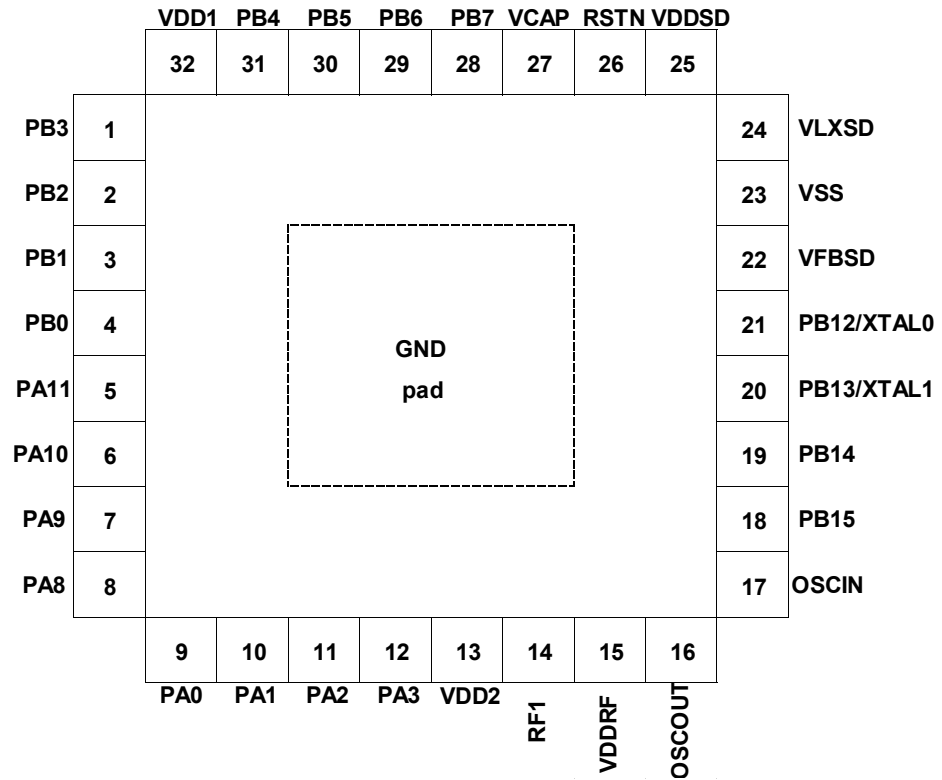 VDD1 PB4 PB5 PB6 PB7 VCAP RSTN VDDSD
32 31 30 29 28 27 26 25
PB3 1 24 VLXSD
PB2 2 23 VSS
PB1 3 22 VFBSD
PB0 4 21 PB12/XTAL0
GND
PA11 5 20 PB13/XTAL1
pad
PA10 6 19 PB14
PA9 7 18 PB15
PA8 8 17 OSCIN
9 10 11 12 13 14 15 16
PA0 PA1 PA2 PA3 VDD2 RF1 VDDRF OSCOUT